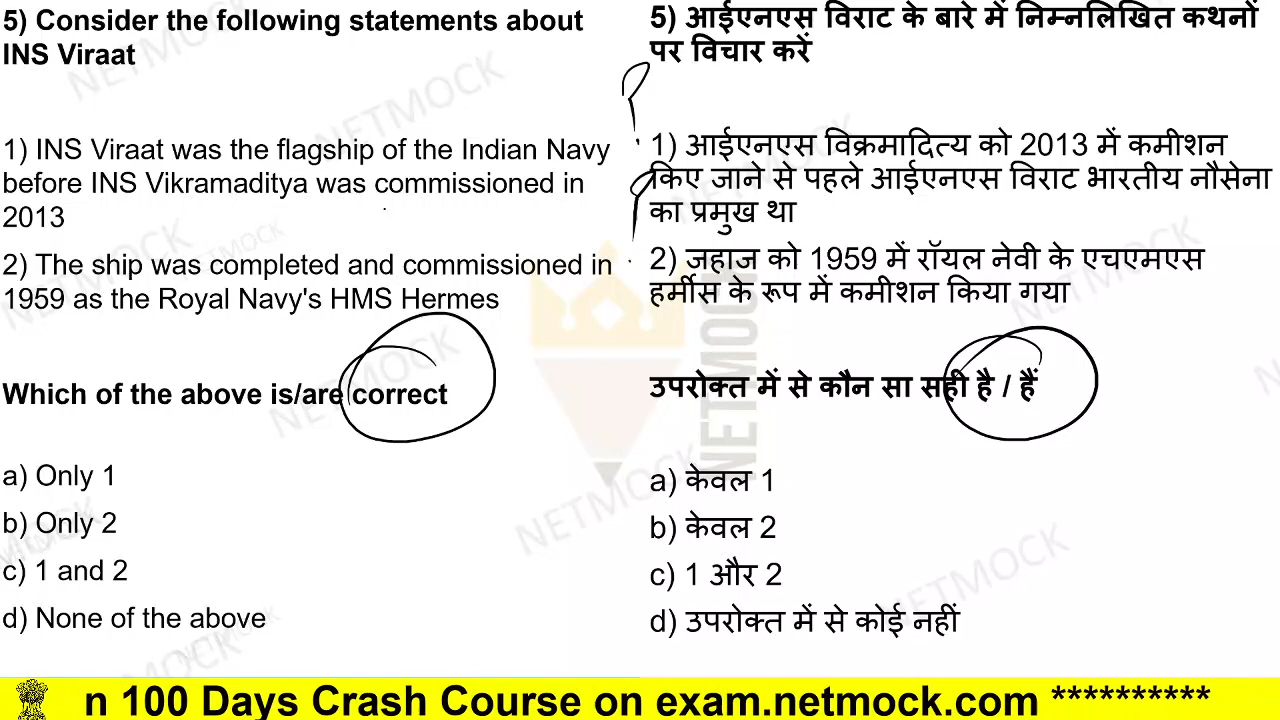 5) Consider the following statements about
INS Viraat
1) INS Viraat was the flagship of the Indian Navy
before INS Vikramaditya was commissioned in
2013
2) The ship was completed and commissioned in
1959 as the Royal Navy's HMS Hermes
Which of the above is/are correct
a) Only 1
b) Only 2
c) 1 and 2
d) None of the above
5) आईएनएस विराट के बारे में निम्नलिखित कथनों
पर विचार करें
1) आईएनएस विक्रमादित्य को 2013 में कमीशन
किए जाने से पहले आईएनएस विराट भारतीय नौसेना
का प्रमुख था
2) जहाज को 1959 में रॉयल नेवी के एचएमएस
हर्मीस के रूप में कमीशन किया गया
उपरोक्त में से कौन सा सही है / हैं
a) केवल 1
b) केवल 2
c) 1 और 2
d) उपरोक्त में से कोई नहीं
NETMOCK
n 100 Days Crash Course on exam.netmock.com **********